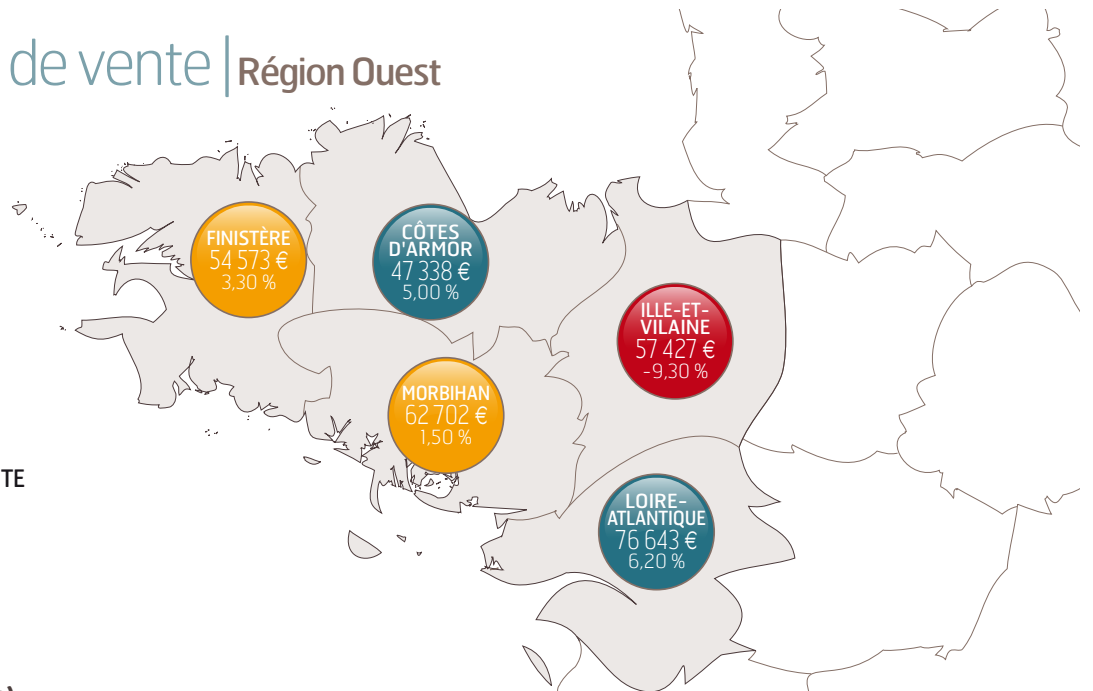 de vente | Région Ouest
FINISTÈRE
54 573 €
3,30 %
CÔTES
D'ARMOR
47 338 €
5,00 %
ILLE-ET-
VILAINE
57 427 €
-9,30 %
MORBIHAN
62 702 €
1,50 %
TE
LOIRE-
ATLANTIQUE
76 643 €
6,20 %